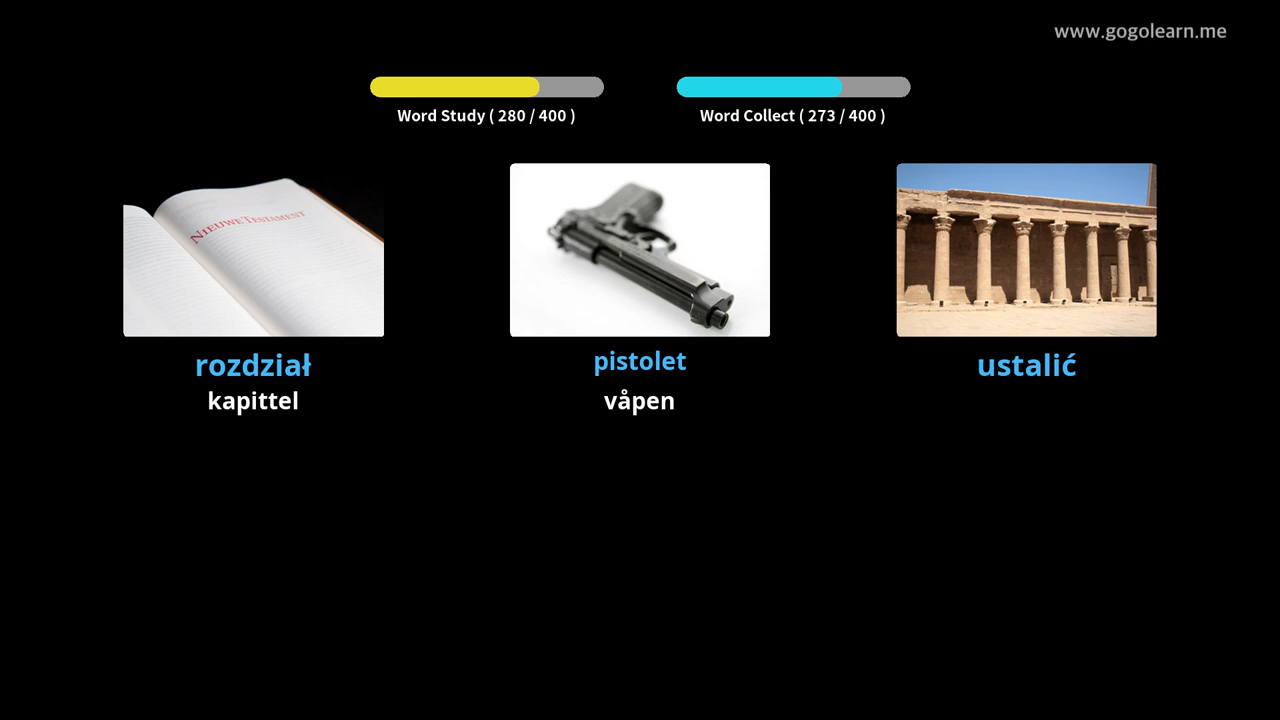 www.gogolearn.me
Word Study ( 280 / 400 )
Word Collect ( 273 / 400 )
NIEUWE TESTAMENT
rozdział
kapittel
pistolet
våpen
ustalić